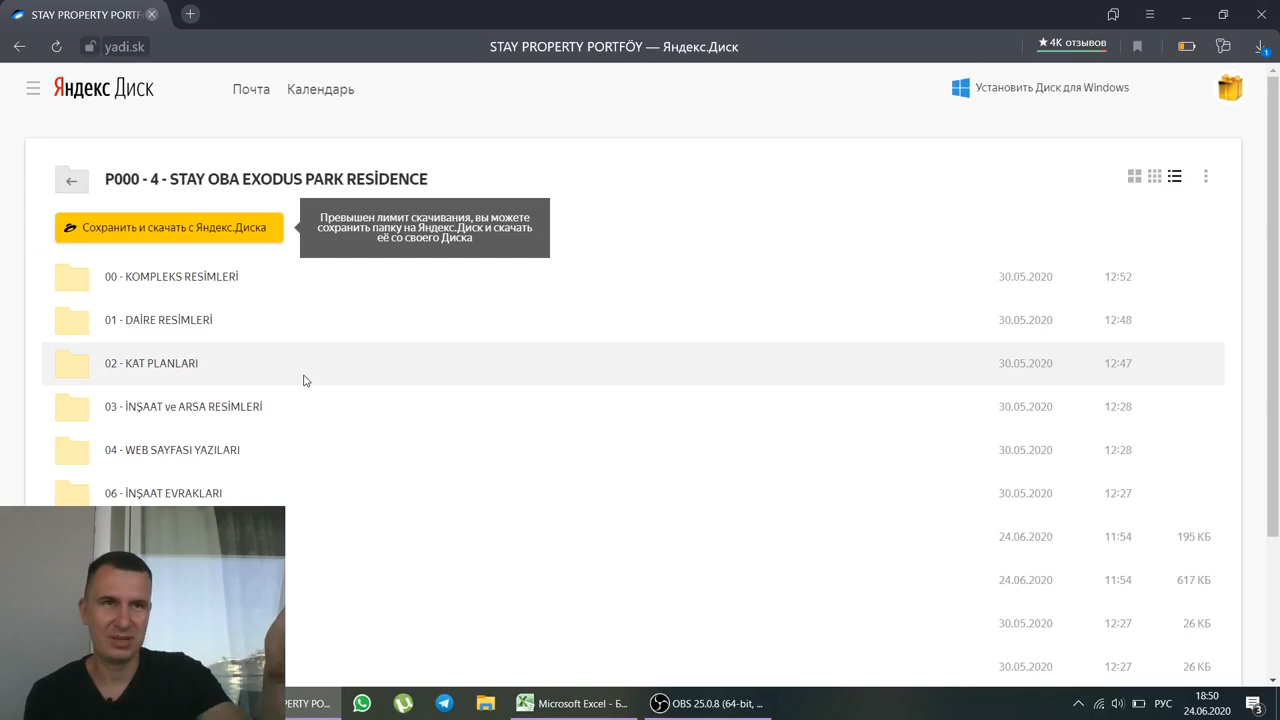 STAY PROPERTY PORTF
yadi.sk
STAY PROPERTY PORTFÖY — Яндекс.Диск
★4K отзывов
Яндекс Диск
Почта
Календарь
Установить Диск для Windows
P000 - 4 - STAY OBA EXODUS PARK RESİDENCE
Сохранить и скачать с Яндекс.Диска
Превышен лимит скачивания, вы можете
сохранить папку на Яндекс.Диск и скачать
её со своего Диска
00 - KOMPLEKS RESİMLERİ 30.05.2020 12:52
01 - DAİRE RESİMLERİ 30.05.2020 12:48
02 - KAT PLANLARI 30.05.2020 12:47
03 - İNŞAAT ve ARSA RESİMLERİ 30.05.2020 12:28
04 - WEB SAYFASI YAZILARI 30.05.2020 12:28
06 - İNŞAAT EVRAKLARI 30.05.2020 12:27
24.06.2020 11:54 195 КБ
24.06.2020 11:54 617 КБ
30.05.2020 12:27 26 КБ
30.05.2020 12:27 26 КБ
PERTY PO...
Microsoft Excel - Б...
OBS 25.0.8 (64-bit, ...
РУС
18:50
24.06.2020
3